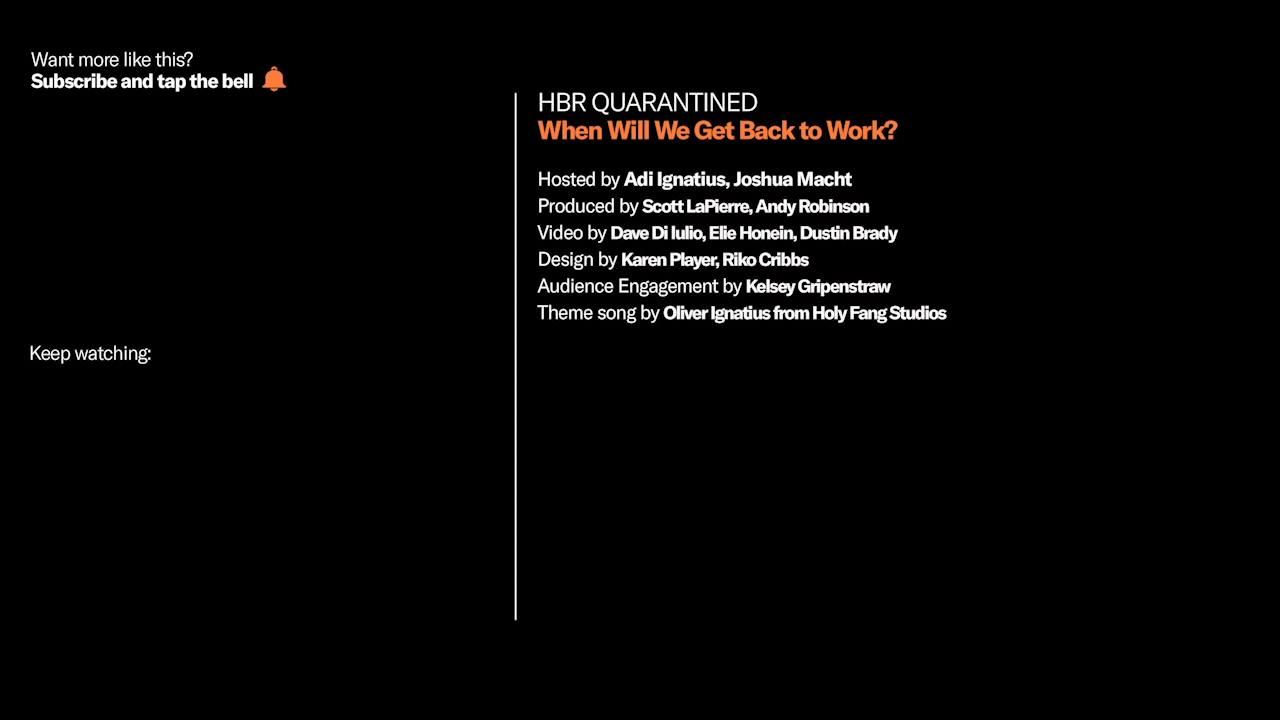 Want more like this?
Subscribe and tap the bell
HBR QUARANTINED
When Will We Get Back to Work?
Hosted by Adi Ignatius, Joshua Macht
Produced by Scott LaPierre, Andy Robinson
Video by Dave Di Iulio, Elie Honein, Dustin Brady
Design by Karen Player, Riko Cribbs
Audience Engagement by Kelsey Gripenstraw
Theme song by Oliver Ignatius from Holy Fang Studios
Keep watching: